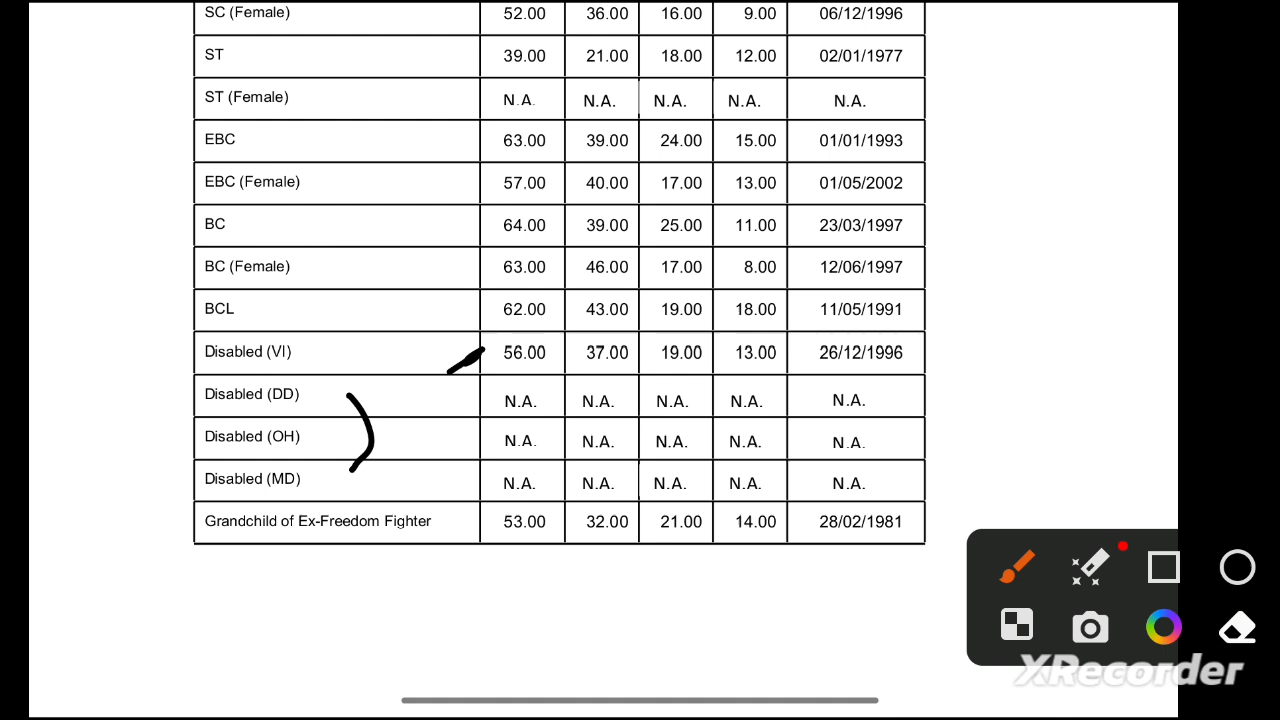 SC (Female) 52.00 36.00 16.00 9.00 06/12/1996
ST 39.00 21.00 18.00 12.00 02/01/1977
ST (Female) N.A. N.A. N.A. N.A. N.A.
EBC 63.00 39.00 24.00 15.00 01/01/1993
EBC (Female) 57.00 40.00 17.00 13.00 01/05/2002
BC 64.00 39.00 25.00 11.00 23/03/1997
BC (Female) 63.00 46.00 17.00 8.00 12/06/1997
BCL 62.00 43.00 19.00 18.00 11/05/1991
Disabled (VI) 56.00 37.00 19.00 13.00 26/12/1996
Disabled (DD) N.A. N.A. N.A. N.A. N.A.
Disabled (OH) N.A. N.A. N.A. N.A. N.A.
Disabled (MD) N.A. N.A. N.A. N.A. N.A.
Grandchild of Ex-Freedom Fighter 53.00 32.00 21.00 14.00 28/02/1981
XRecorder